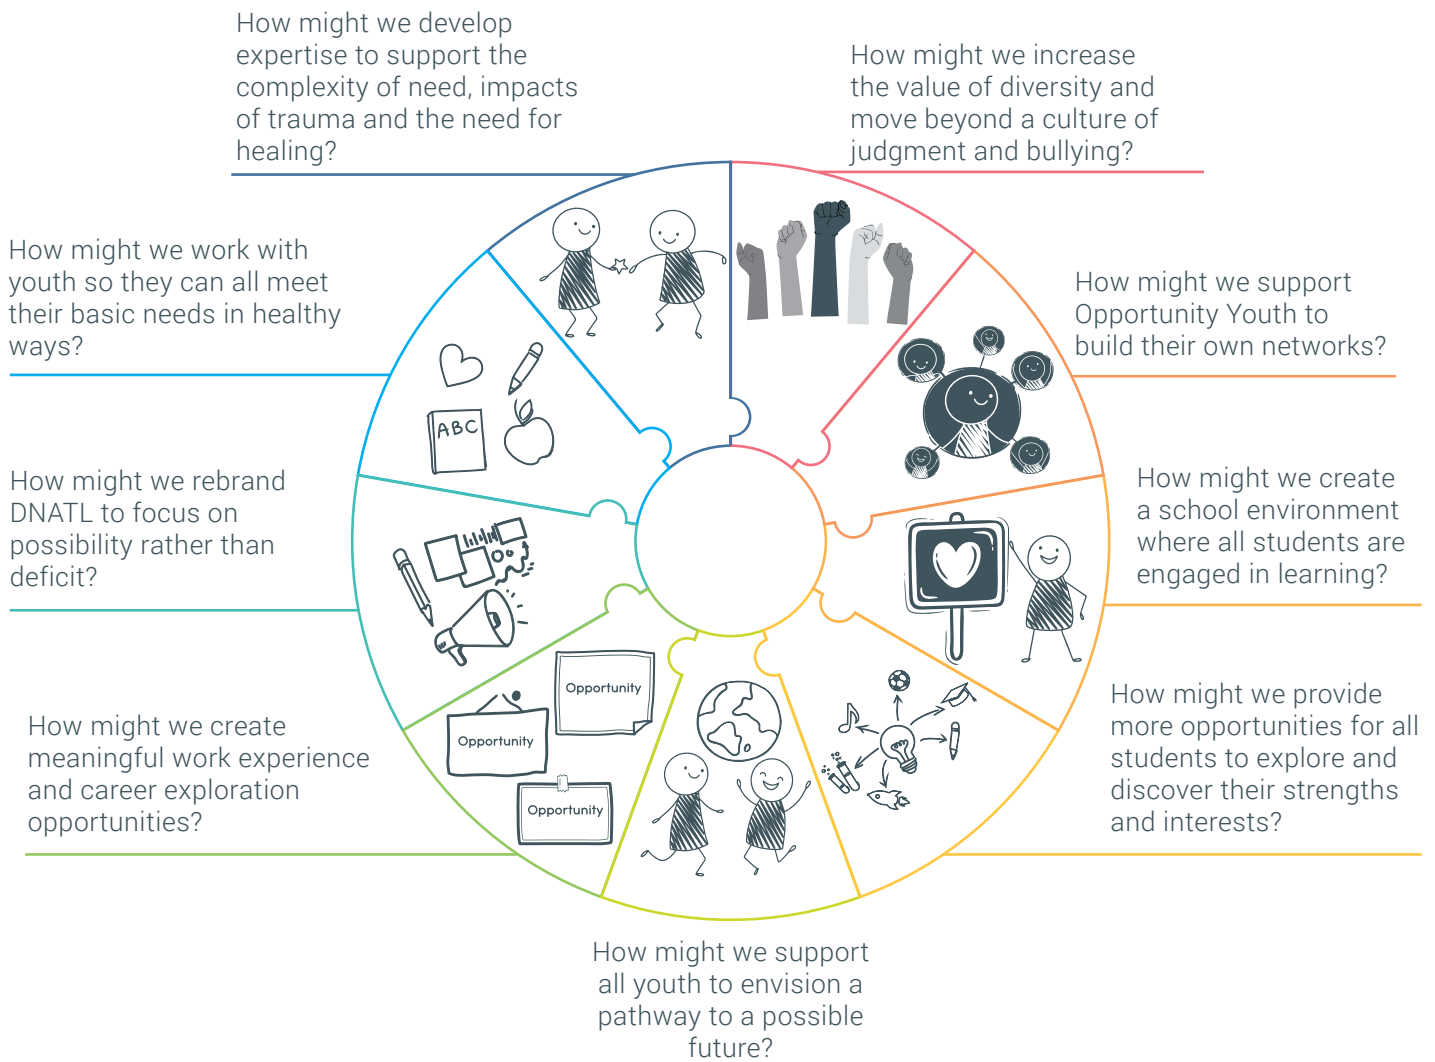 How might we develop
expertise to support the
complexity of need, impacts
of trauma and the need for
healing?
How might we increase
the value of diversity and
move beyond a culture of
judgment and bullying?
How might we work with
youth so they can all meet
their basic needs in healthy
ways?
How might we support
Opportunity Youth to
build their own networks?
ABC
How might we rebrand
DNATL to focus on
possibility rather than
deficit?
How might we create
a school environment
where all students are
engaged in learning?
How might we create
meaningful work experience
and career exploration
opportunities?
Opportunity
Opportunity
Opportunity
How might we provide
more opportunities for all
students to explore and
discover their strengths
and interests?
How might we support
all youth to envision a
pathway to a possible
future?